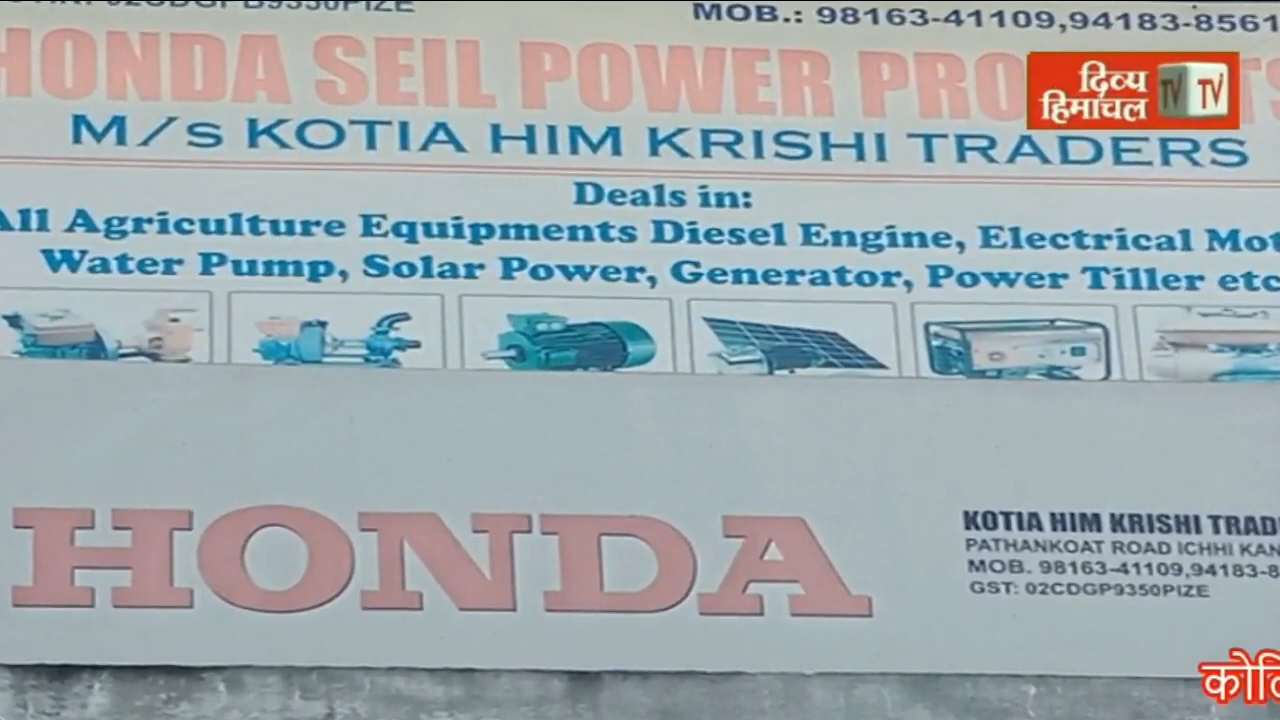 MOB.: 98163-41109,94183-8561
HONDA SEIL POWER PRO
दिव्य
हिमाचल
TV TV
M/s KOTIA HIM KRISHI TRADERS
Deals in:
All Agriculture Equipments Diesel Engine, Electrical Mot
Water Pump, Solar Power, Generator, Power Tiller etc
HONDA
KOTIA HIM KRISHI TRAD
PATHANKOAT ROAD ICHHI KAN
MOB. 98163-41109,94183-8
GST: 02CDGP9350PIZE